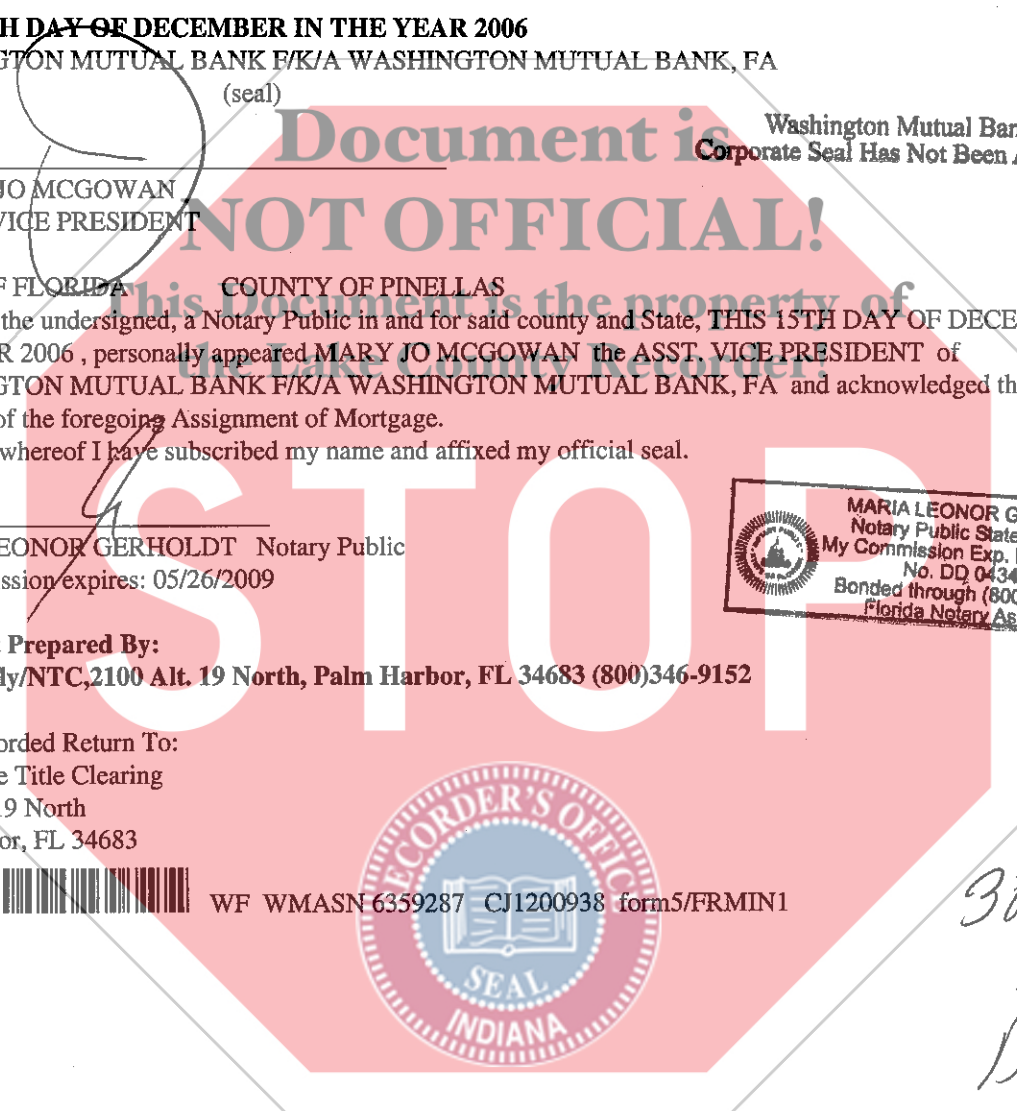 H DAY OF DECEMBER IN THE YEAR 2006
GTON MUTUAL BANK F/K/A WASHINGTON MUTUAL BANK, FA
(seal)
Document is
Washington Mutual Ban
Corporate Seal Has Not Been A
JO MCGOWAN
VICE PRESIDENT
NOT OFFICIAL!
F FLORIDA COUNTY OF PINELLAS
This Document is the property of
the undersigned, a Notary Public in and for said county and State, THIS 15TH DAY OF DECE
R 2006 , personally appeared MARY JO MCGOWAN the ASST. VICE PRESIDENT of
the Lake County Recorder!
GTON MUTUAL BANK F/K/A WASHINGTON MUTUAL BANK, FA and acknowledged th
of the foregoing Assignment of Mortgage.
whereof I have subscribed my name and affixed my official seal.
STOP
MARIA LEONOR G
Notary Public State
My Commission Exp.
No. DD 0434
Bonded through (800
Florida Notary As
EONOR GERHOLDT Notary Public
ssion expires: 05/26/2009
Prepared By:
ly/NTC,2100 Alt. 19 North, Palm Harbor, FL 34683 (800)346-9152
orded Return To:
e Title Clearing
19 North
or, FL 34683
WF WMASN 6359287 CJ1200938 form5/FRMIN1
RECORDER'S OFFICE
SEAL
INDIANA